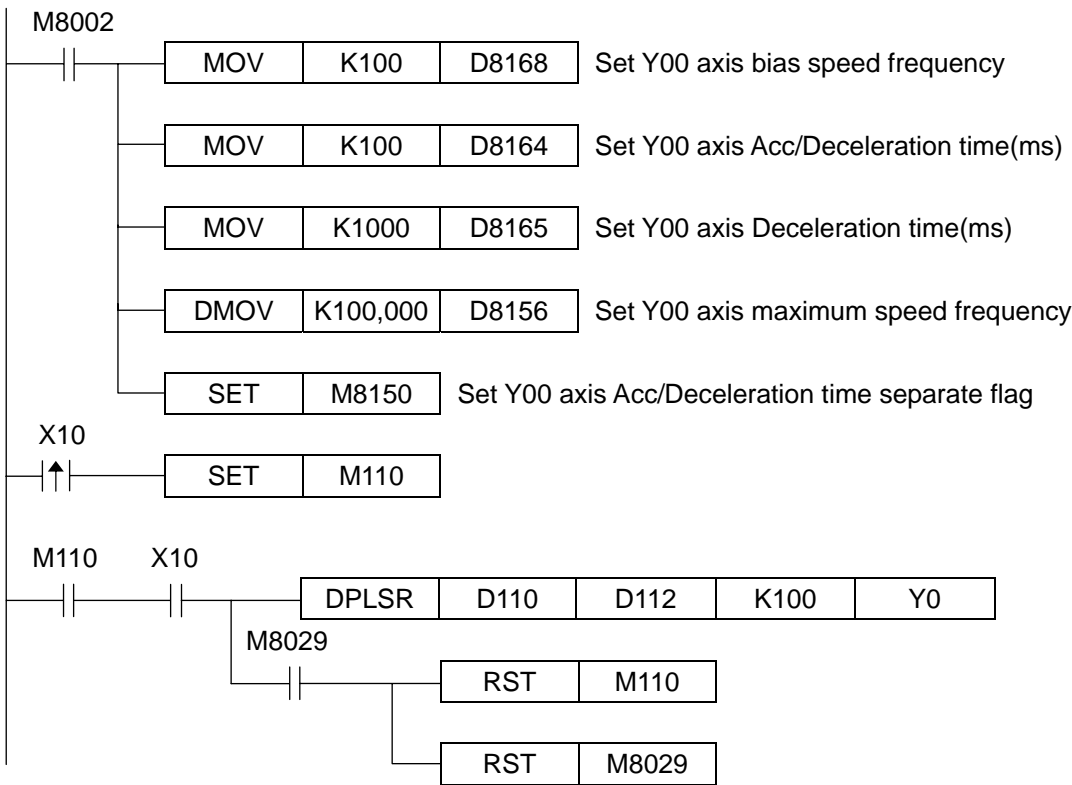 M8002
MOV K100 D8168 Set Y00 axis bias speed frequency
MOV K100 D8164 Set Y00 axis Acc/Deceleration time(ms)
MOV K1000 D8165 Set Y00 axis Deceleration time(ms)
DMOV K100,000 D8156 Set Y00 axis maximum speed frequency
SET M8150 Set Y00 axis Acc/Deceleration time separate flag
X10
SET M110
M110 X10
DPLSR D110 D112 K100 Y0
M8029
RST M110
RST M8029